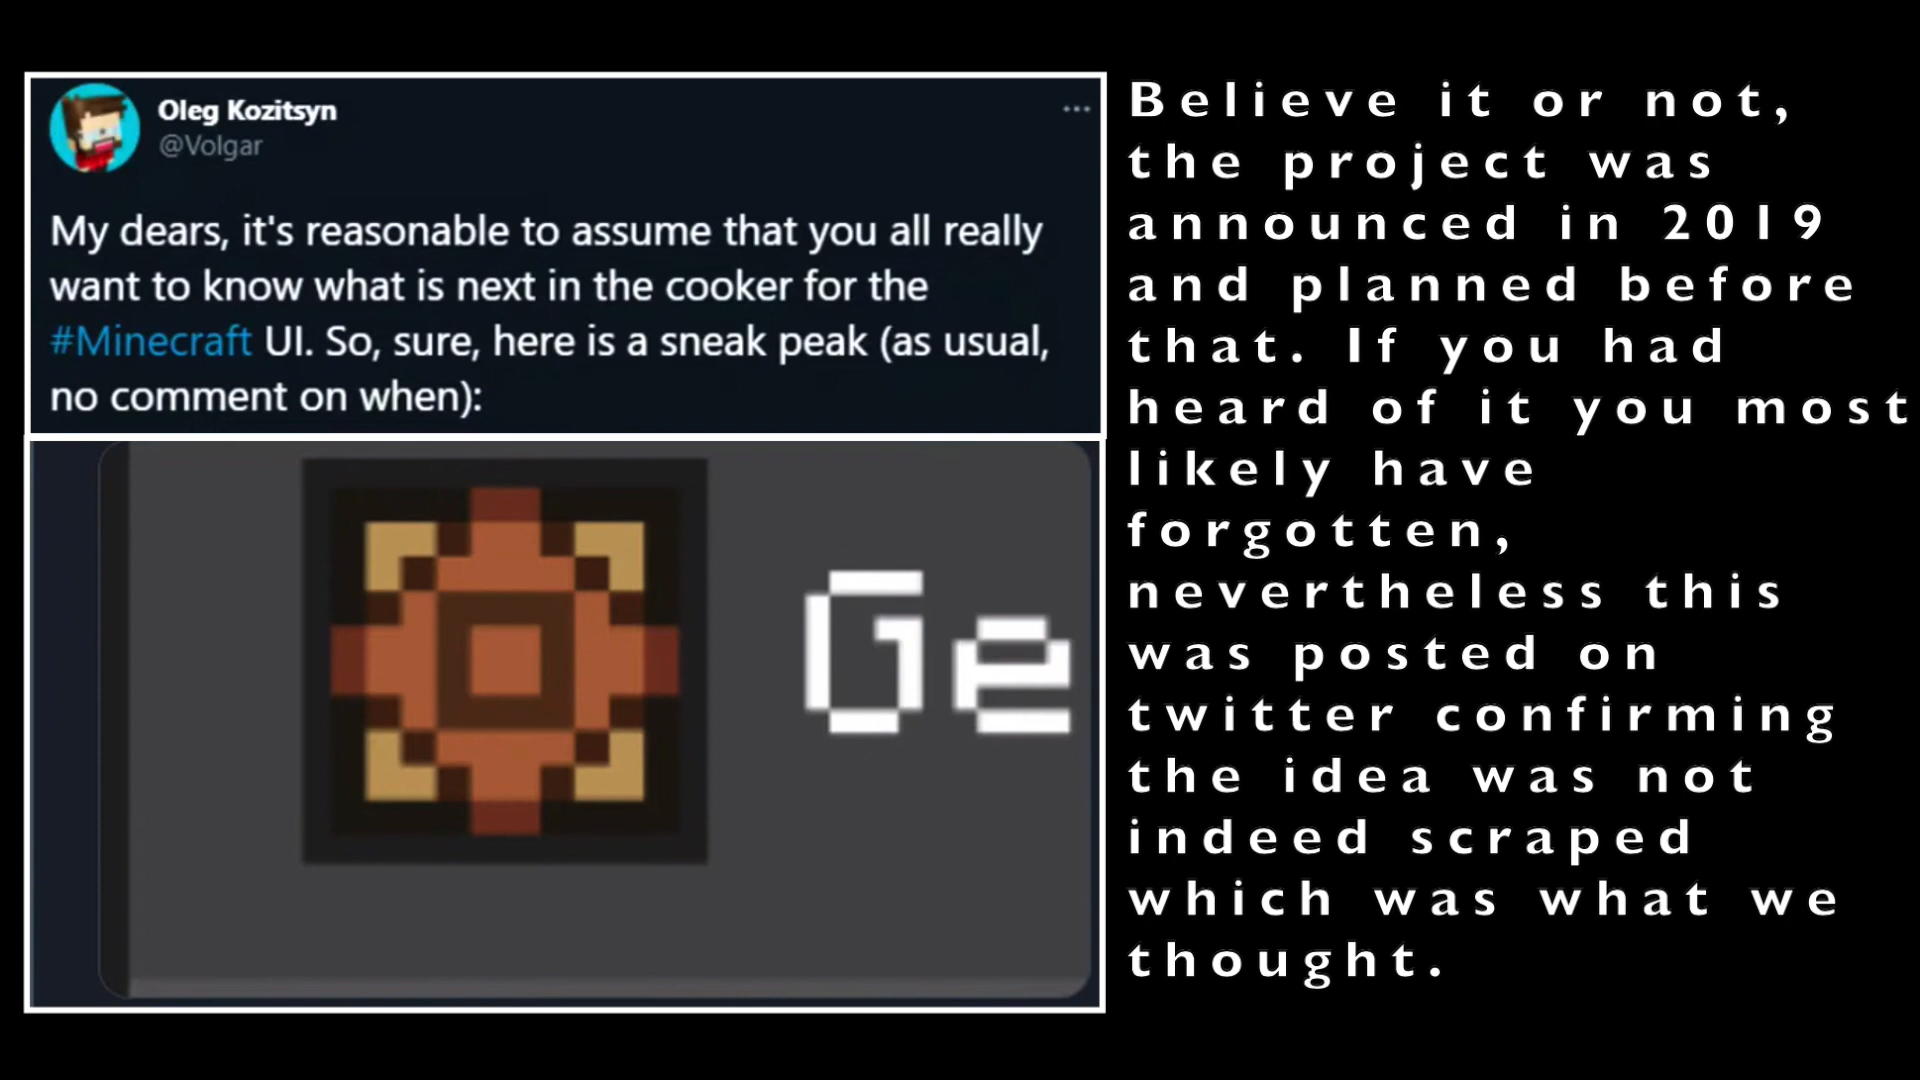 Oleg Kozitsyn
@Volgar
My dears, it's reasonable to assume that you all really
want to know what is next in the cooker for the
#Minecraft UI. So, sure, here is a sneak peak (as usual,
no comment on when):
Ge
Believe it or not,
the project was
announced in 2019
and planned before
that. If you had
heard of it you most
likely have
forgotten,
nevertheless this
was posted on
twitter confirming
the idea was not
indeed scraped
which was what we
thought.